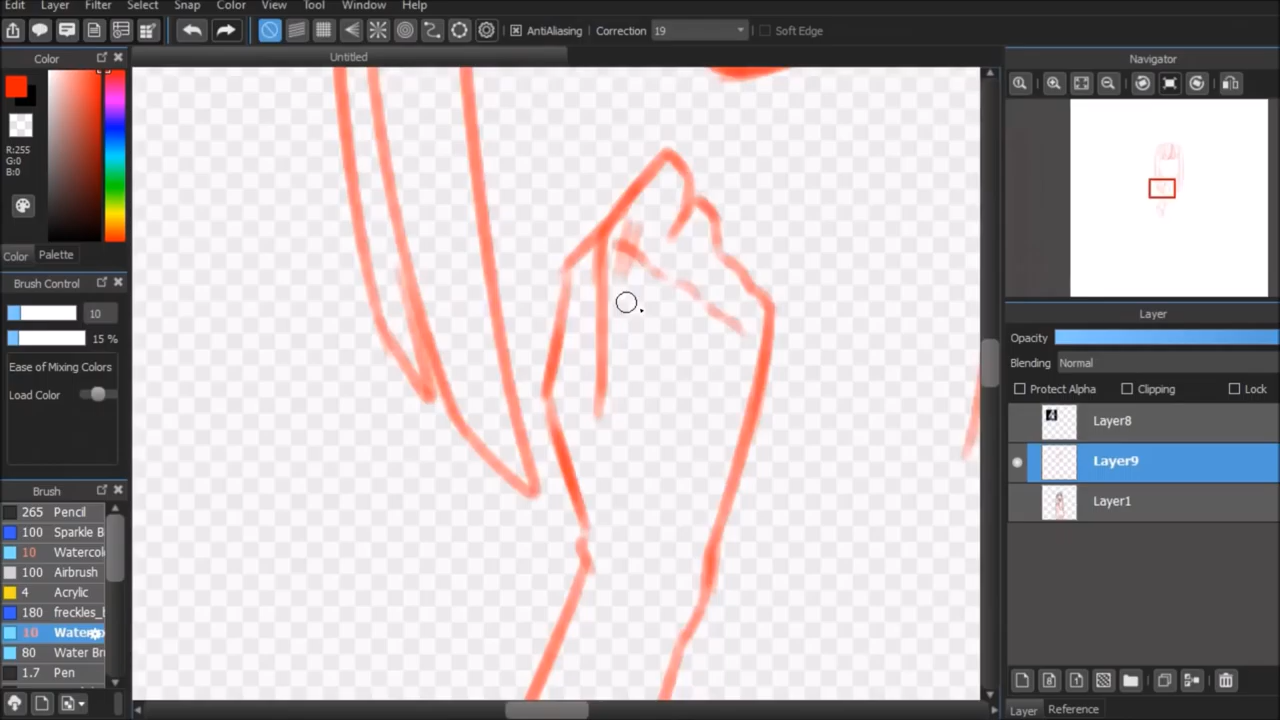 Edit Layer Filter Select Snap Color View Tool Window Help
AntiAliasing Correction 19 Soft Edge
Color
R:255
G:0
B:0
Color Palette
Brush Control
10
15 %
Ease of Mixing Colors
Load Color
Brush
265 Pencil
100 Sparkle B
10 Watercol
100 Airbrush
4 Acrylic
180 freckles_b
10
80 Water Bru
1.7 Pen
Untitled
Navigator
Layer
Opacity
Blending Normal
Protect Alpha Clipping Lock
Layer8
Layer9
Layer1
Layer Reference